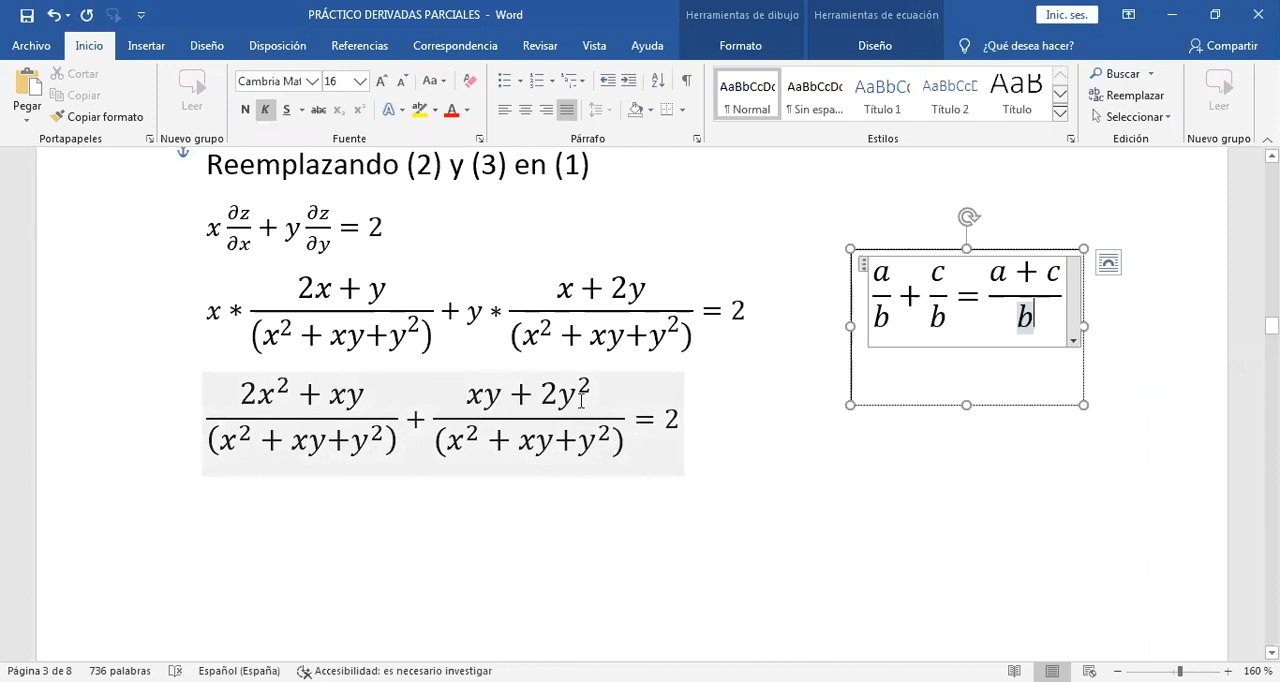 PRÁCTICO DERIVADAS PARCIALES - Word
Herramientas de dibujo
Herramientas de ecuación
Inic. ses.
Archivo
Inicio
Insertar
Diseño
Disposición
Referencias
Correspondencia
Revisar
Vista
Ayuda
Formato
Diseño
¿Qué desea hacer?
Compartir
Pegar
Cortar
Copiar
Copiar formato
Portapapeles
Leer
Nuevo grupo
Cambria Mat
16
Fuente
Párrafo
AaBbCcDc
¶ Normal
AaBbCcDc
¶ Sin espa...
AaBbCc
Título 1
AaBbCcD
Título 2
AaB
Título
Estilos
Buscar
Reemplazar
Seleccionar
Edición
Leer
Nuevo grupo
Reemplazando (2) y (3) en (1)
x ∂z/∂x + y ∂z/∂y = 2
x * (2x + y)/(x² + xy+y²) + y * (x + 2y)/(x² + xy+y²) = 2
(2x² + xy)/(x² + xy+y²) + (xy + 2y²)/(x² + xy+y²) = 2
a/b + c/b = (a + c)/b
Página 3 de 8
736 palabras
Español (España)
Accesibilidad: es necesario investigar
160 %